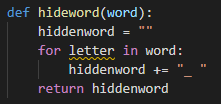 def hideword(word):
    hiddenword = ""
    for letter in word:
        hiddenword += "_ "
    return hiddenword